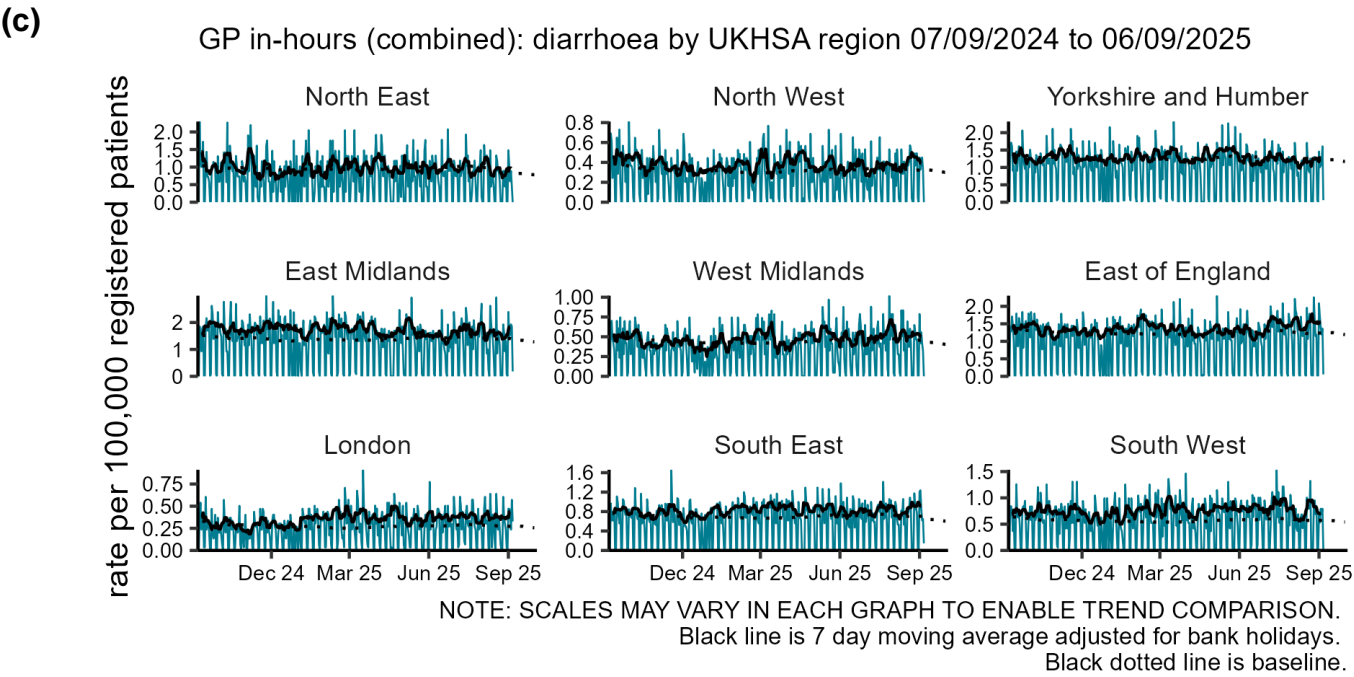 (c)
GP in-hours (combined): diarrhoea by UKHSA region 07/09/2024 to 06/09/2025
rate per 100,000 registered patients
North East
2.0
1.5
1.0
0.5
0.0
North West
0.8
0.6
0.4
0.2
0.0
Yorkshire and Humber
2.0
1.5
1.0
0.5
0.0
East Midlands
2
1
0
West Midlands
1.00
0.75
0.50
0.25
0.00
East of England
2.0
1.5
1.0
0.5
0.0
London
0.75
0.50
0.25
0.00
Dec 24 Mar 25 Jun 25 Sep 25
South East
1.6
1.2
0.8
0.4
0.0
Dec 24 Mar 25 Jun 25 Sep 25
South West
1.5
1.0
0.5
0.0
Dec 24 Mar 25 Jun 25 Sep 25
NOTE: SCALES MAY VARY IN EACH GRAPH TO ENABLE TREND COMPARISON.
Black line is 7 day moving average adjusted for bank holidays.
Black dotted line is baseline.